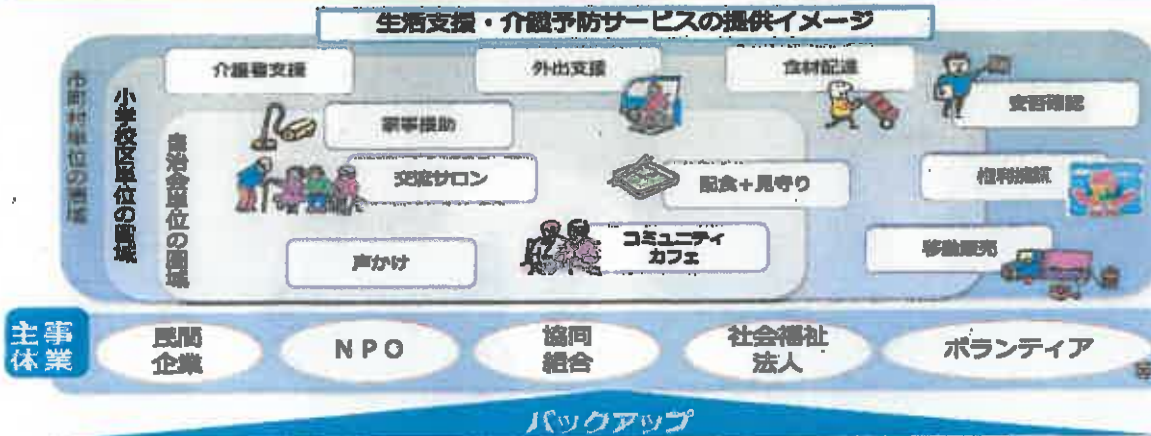 生活支援・介護予防サービスの提供イメージ
市町村単位の圏域
小学校区単位の圏域
自治会単位の圏域
介護者支援
外出支援
食材配達
安否確認
家事援助
交流サロン
配食+見守り
権利擁護
声かけ
コミュニティ
カフェ
移動販売
事業
主体
民間
企業
NPO
協同
組合
社会福祉
法人
ボランティア
等
バックアップ